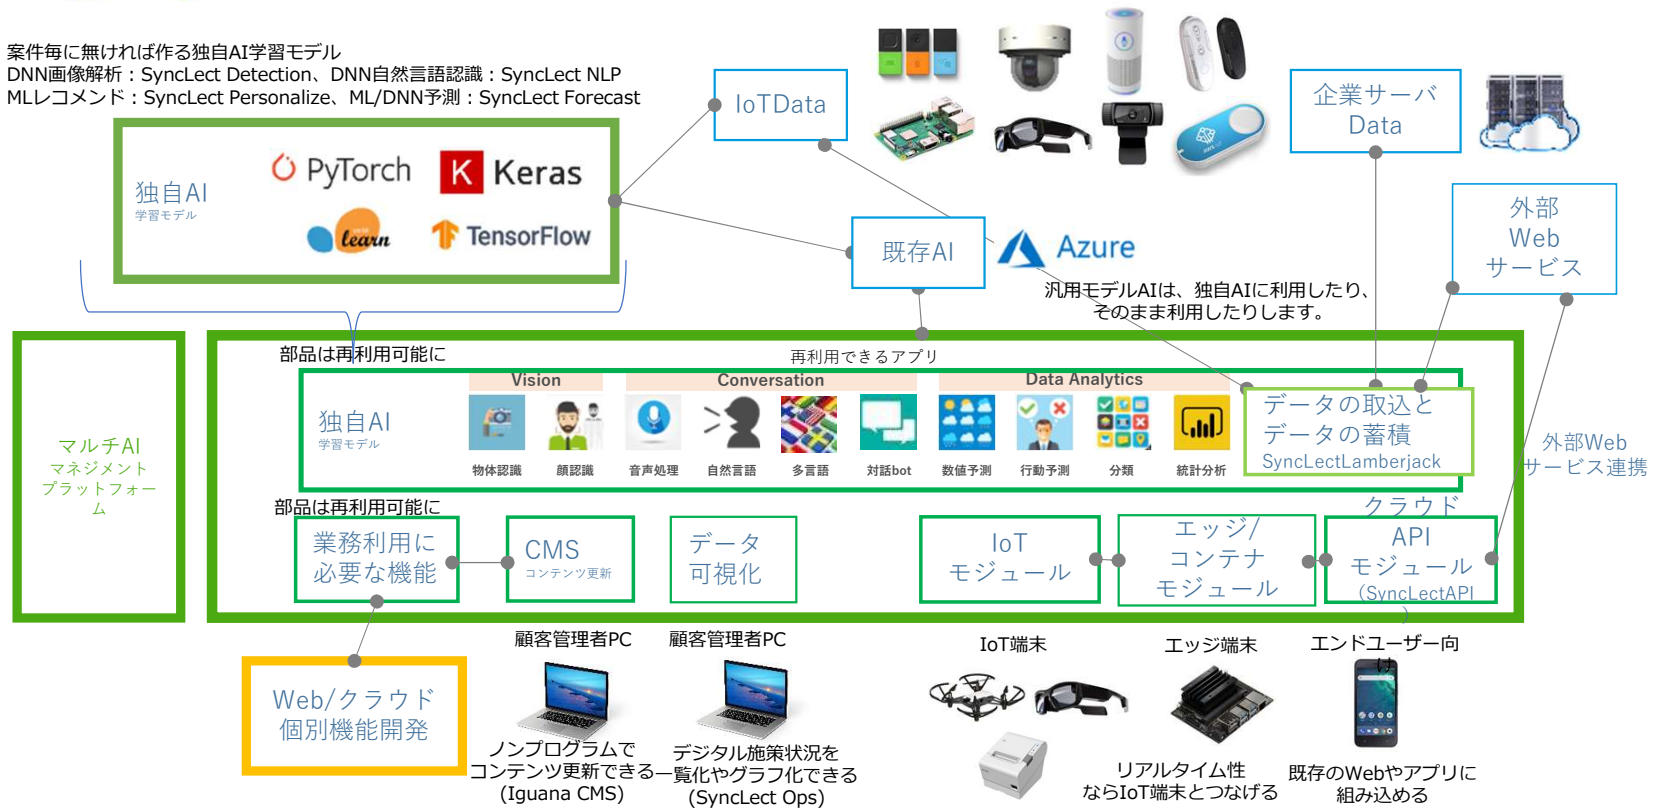 案件毎に無ければ作る独自AI学習モデル
DNN画像解析：SyncLect Detection、DNN自然言語認識：SyncLect NLP
MLレコメンド：SyncLect Personalize、ML/DNN予測：SyncLect Forecast
独自AI
学習モデル
PyTorch
Keras
learn
TensorFlow
IoTData
既存AI
Azure
汎用モデルAIは、独自AIに利用したり、
そのまま利用したりします。
企業サーバ
Data
外部
Web
サービス
マルチAI
マネジメント
プラットフォー
ム
部品は再利用可能に
再利用できるアプリ
Vision
Conversation
Data Analytics
独自AI
学習モデル
物体認識
顔認識
音声処理
自然言語
多言語
対話bot
数値予測
行動予測
分類
統計分析
データの取込と
データの蓄積
SyncLectLamberjack
外部Web
サービス連携
部品は再利用可能に
業務利用に
必要な機能
CMS
コンテンツ更新
データ
可視化
IoT
モジュール
エッジ/
コンテナ
モジュール
クラウド
API
モジュール
（SyncLectAPI
）
Web/クラウド
個別機能開発
顧客管理者PC
ノンプログラムで
コンテンツ更新できる
(Iguana CMS)
顧客管理者PC
デジタル施策状況を
一覧化やグラフ化できる
(SyncLect Ops)
IoT端末
エッジ端末
リアルタイム性
ならIoT端末とつなげる
エンドユーザー向
け
既存のWebやアプリに
組み込める